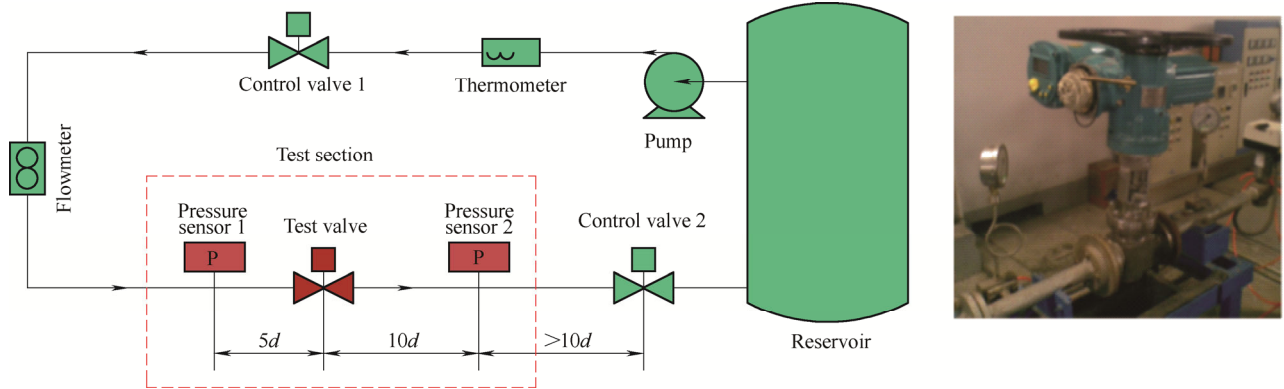 Control valve 1
Thermometer
Pump
Flowmeter
Test section
Pressure
sensor 1
P
Test valve
Pressure
sensor 2
P
Control valve 2
5d
10d
>10d
Reservoir